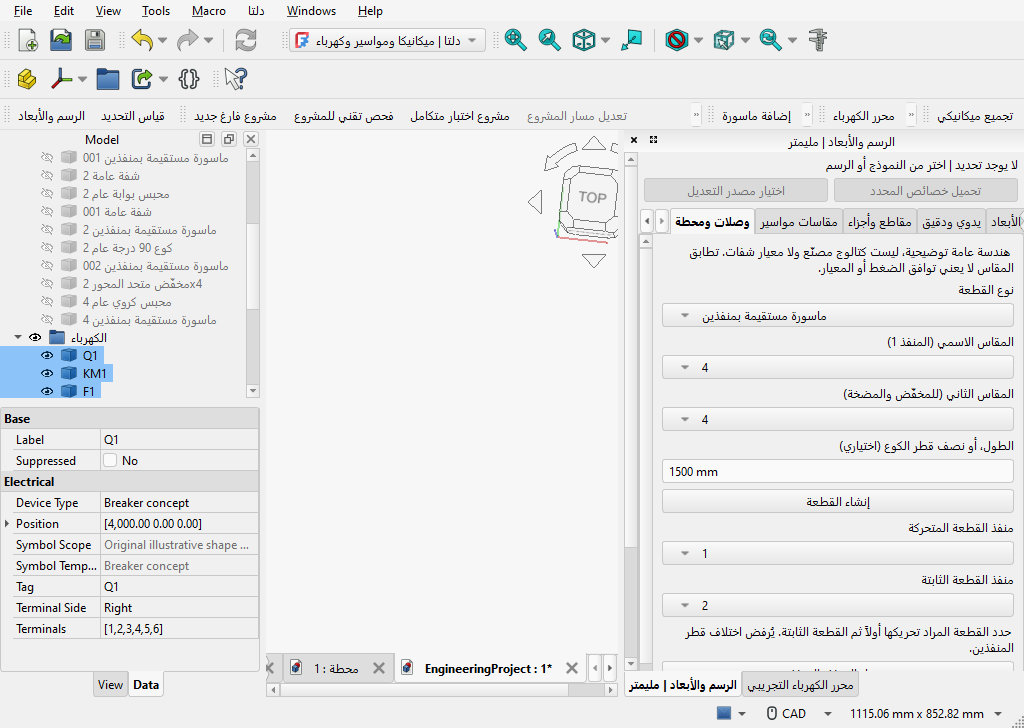 File Edit View Tools Macro دلتا Windows Help
دلتا | ميكانيكا ومواسير وكهرباء
الرسم والأبعاد قياس التحديد مشروع فارغ جديد فحص تقني للمشروع مشروع اختبار متكامل تعديل مسار المشروع » إضافة ماسورة » محرر الكهرباء » تجميع ميكانيكي
Model
ماسورة مستقيمة بمنفذين 001
شفة عامة 2
محبس بوابة عام 2
شفة عامة 001
ماسورة مستقيمة بمنفذين 2
كوع 90 درجة عام 2
ماسورة مستقيمة بمنفذين 002
مخفّض متحد المحور 2x4
محبس كروي عام 4
ماسورة مستقيمة بمنفذين 4
الكهرباء
Q1
KM1
F1
Base
Label Q1
Suppressed No
Electrical
Device Type Breaker concept
Position [4,000.00 0.00 0.00]
Symbol Scope Original illustrative shape ...
Symbol Temp... Breaker concept
Tag Q1
Terminal Side Right
Terminals [1,2,3,4,5,6]
View Data
TOP
محطة : 1
EngineeringProject : 1*
الرسم والأبعاد | مليمتر
لا يوجد تحديد | اختر من النموذج أو الرسم
اختيار مصدر التعديل تحميل خصائص المحدد
وصلات ومحطة مقاسات مواسير مقاطع وأجزاء يدوي ودقيق الأبعاد
هندسة عامة توضيحية، ليست كتالوج مصنّع ولا معيار شفات. تطابق
المقاس لا يعني توافق الضغط أو المعيار.
نوع القطعة
ماسورة مستقيمة بمنفذين
المقاس الاسمي (المنفذ 1)
4
المقاس الثاني (للمخفّض والمضخة)
4
الطول، أو نصف قطر الكوع (اختياري)
1500 mm
إنشاء القطعة
منفذ القطعة المتحركة
1
منفذ القطعة الثابتة
2
حدد القطعة المراد تحريكها أولاً ثم القطعة الثابتة. يُرفض اختلاف قطر
المنفذين.
الرسم والأبعاد | مليمتر محرر الكهرباء التجريبي
CAD 1115.06 mm x 852.82 mm